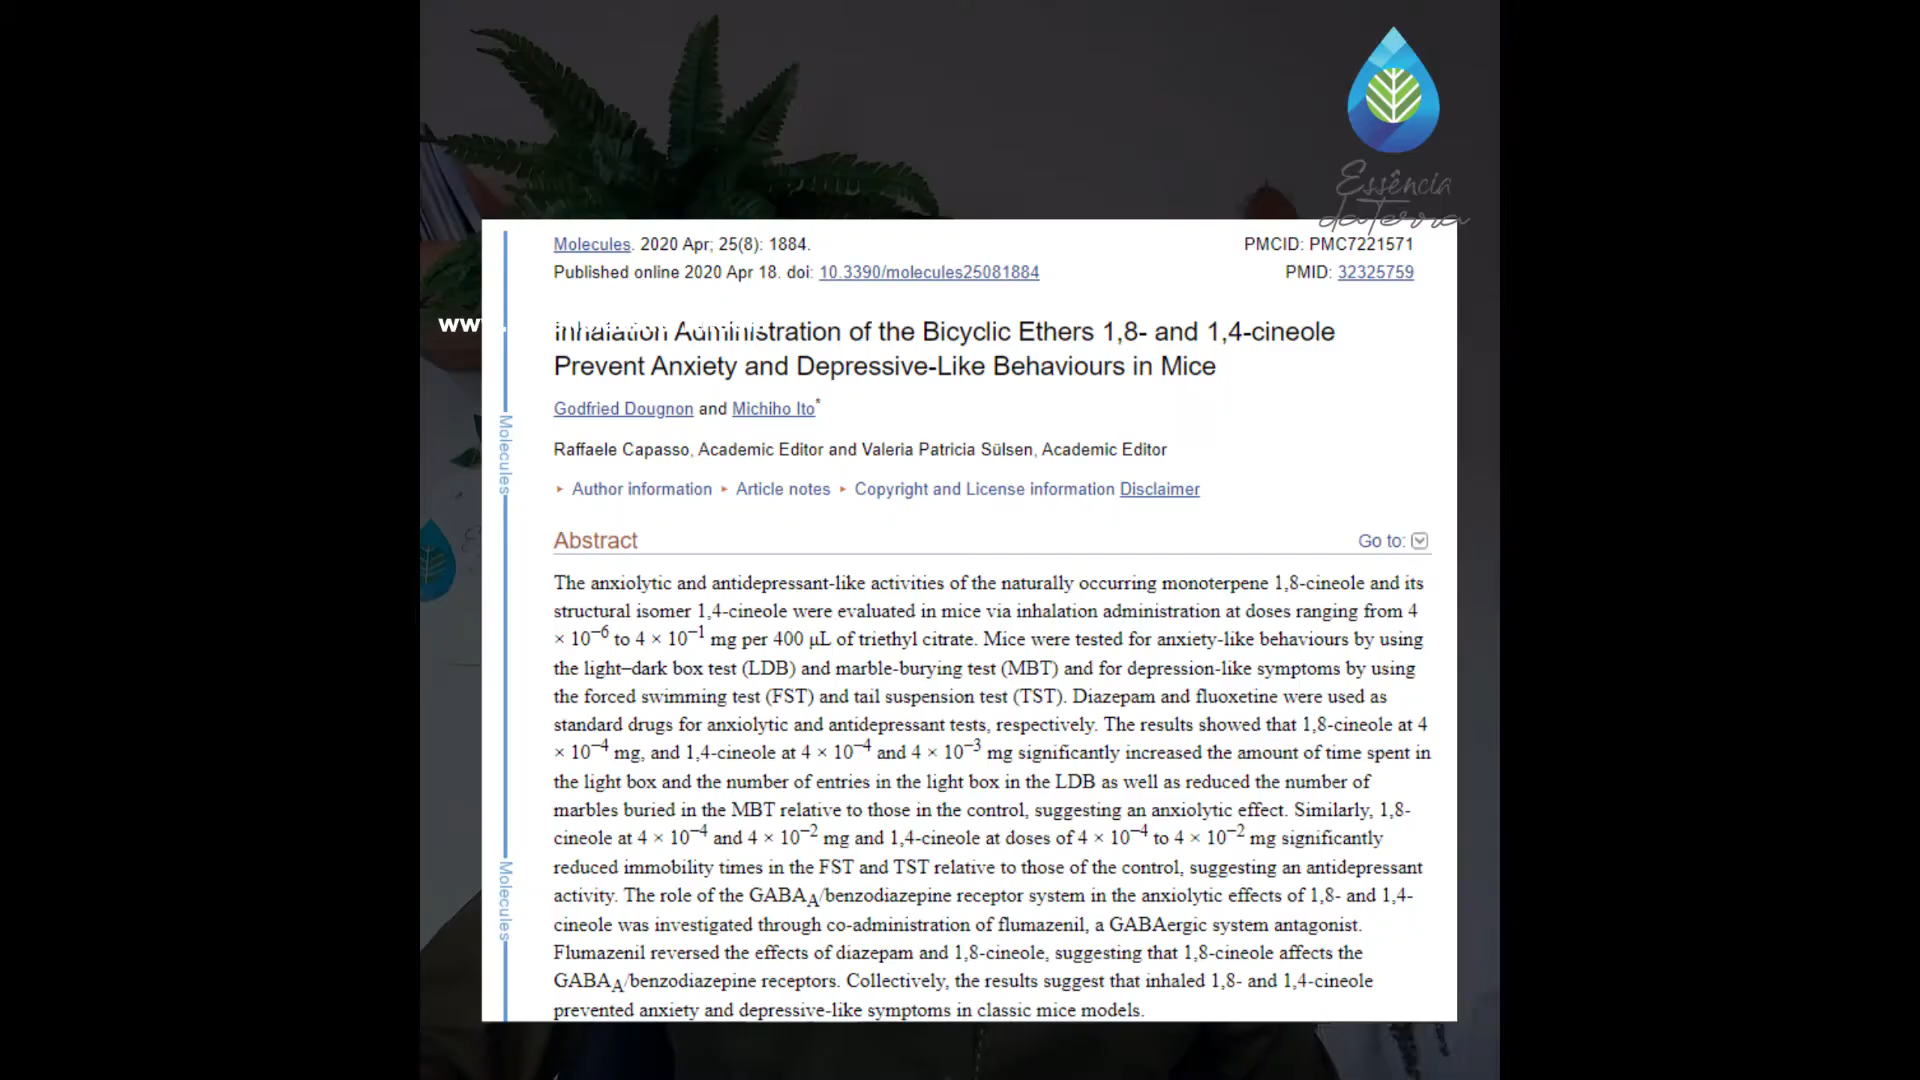 Essência
da Terra
Molecules. 2020 Apr; 25(8): 1884.
PMCID: PMC7221571
Published online 2020 Apr 18. doi: 10.3390/molecules25081884
PMID: 32325759
Inhalation Administration of the Bicyclic Ethers 1,8- and 1,4-cineole
Prevent Anxiety and Depressive-Like Behaviours in Mice
Godfried Dougnon and Michiho Ito*
Raffaele Capasso, Academic Editor and Valeria Patricia Sülsen, Academic Editor
▸ Author information ▸ Article notes ▸ Copyright and License information Disclaimer
Abstract
Go to:
The anxiolytic and antidepressant-like activities of the naturally occurring monoterpene 1,8-cineole and its
structural isomer 1,4-cineole were evaluated in mice via inhalation administration at doses ranging from 4
× 10⁻⁶ to 4 × 10⁻¹ mg per 400 μL of triethyl citrate. Mice were tested for anxiety-like behaviours by using
the light–dark box test (LDB) and marble-burying test (MBT) and for depression-like symptoms by using
the forced swimming test (FST) and tail suspension test (TST). Diazepam and fluoxetine were used as
standard drugs for anxiolytic and antidepressant tests, respectively. The results showed that 1,8-cineole at 4
× 10⁻⁴ mg, and 1,4-cineole at 4 × 10⁻⁴ and 4 × 10⁻³ mg significantly increased the amount of time spent in
the light box and the number of entries in the light box in the LDB as well as reduced the number of
marbles buried in the MBT relative to those in the control, suggesting an anxiolytic effect. Similarly, 1,8-
cineole at 4 × 10⁻⁴ and 4 × 10⁻² mg and 1,4-cineole at doses of 4 × 10⁻⁴ to 4 × 10⁻² mg significantly
reduced immobility times in the FST and TST relative to those of the control, suggesting an antidepressant
activity. The role of the GABA_A/benzodiazepine receptor system in the anxiolytic effects of 1,8- and 1,4-
cineole was investigated through co-administration of flumazenil, a GABAergic system antagonist.
Flumazenil reversed the effects of diazepam and 1,8-cineole, suggesting that 1,8-cineole affects the
GABA_A/benzodiazepine receptors. Collectively, the results suggest that inhaled 1,8- and 1,4-cineole
prevented anxiety and depressive-like symptoms in classic mice models.
Molecules
Molecules